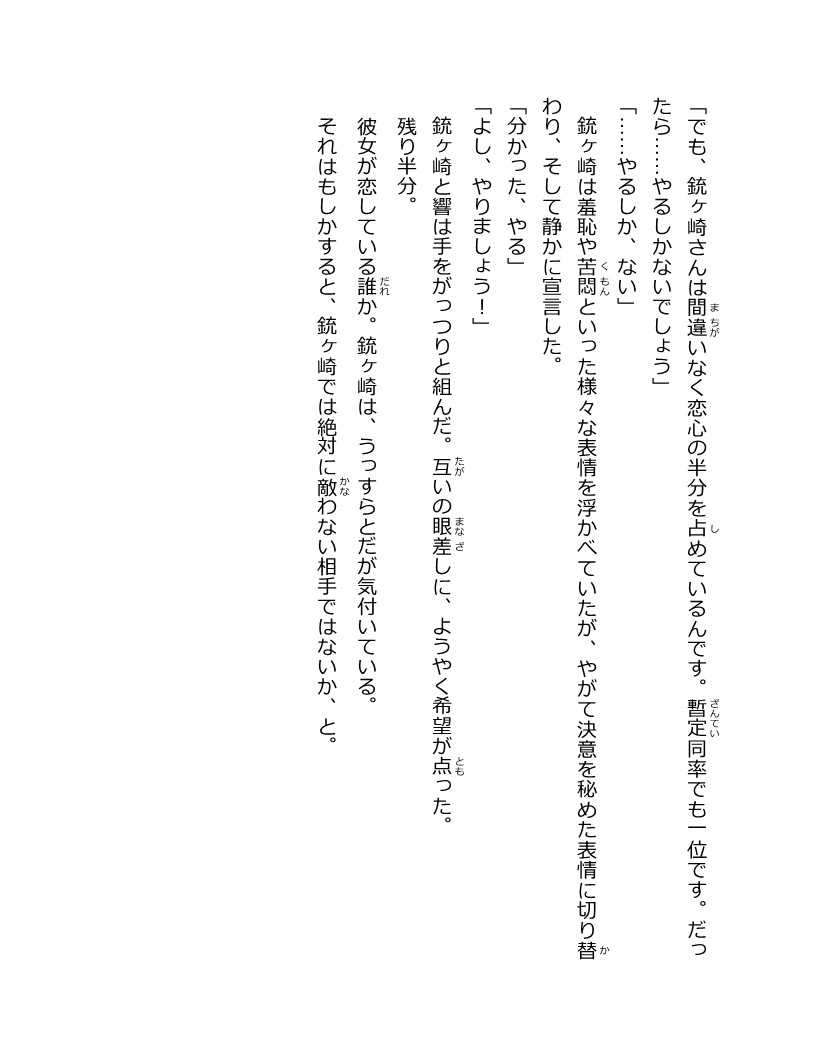 「でも、銃ヶ崎さんは間違いなく恋心の半分を占めているんです。暫定同率でも一位です。だっ
たら……やるしかないでしょう」
「……やるしか、ない」
　銃ヶ崎は羞恥や苦悶といった様々な表情を浮かべていたが、やがて決意を秘めた表情に切り替
わり、そして静かに宣言した。
「分かった、やる」
「よし、やりましょう！」
　銃ヶ崎と響は手をがっつりと組んだ。互いの眼差しに、ようやく希望が点った。
　残り半分。
　彼女が恋している誰か。銃ヶ崎は、うっすらとだが気付いている。
　それはもしかすると、銃ヶ崎では絶対に敵わない相手ではないか、と。